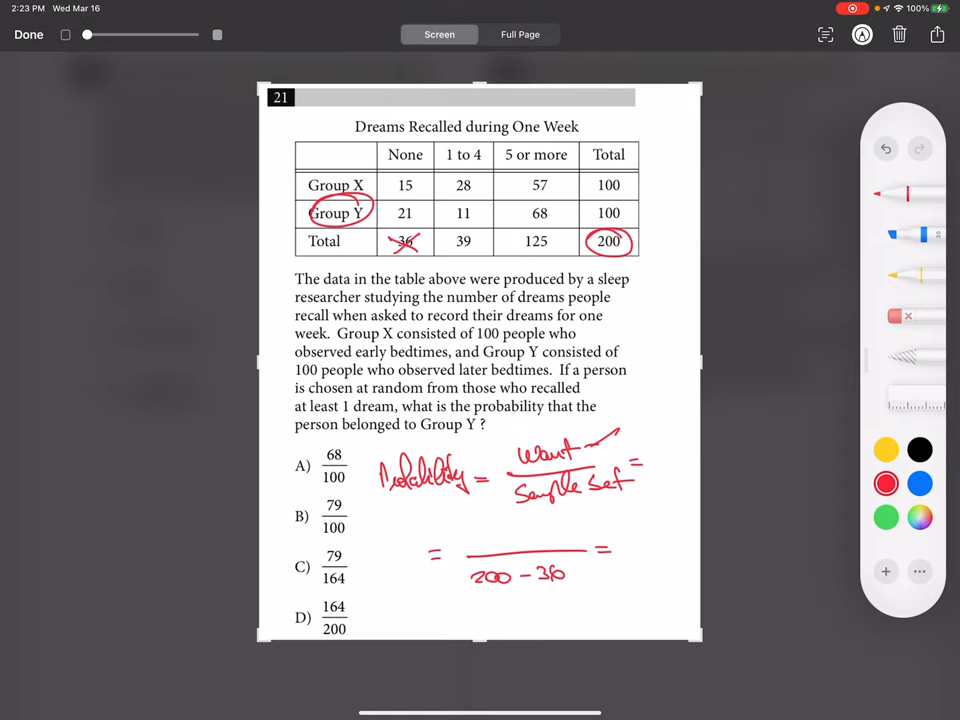 2:23 PM Wed Mar 16
100%
Done
Screen
Full Page
21
Dreams Recalled during One Week
None 1 to 4 5 or more Total
Group X 15 28 57 100
Group Y 21 11 68 100
Total 36 39 125 200
The data in the table above were produced by a sleep
researcher studying the number of dreams people
recall when asked to record their dreams for one
week. Group X consisted of 100 people who
observed early bedtimes, and Group Y consisted of
100 people who observed later bedtimes. If a person
is chosen at random from those who recalled
at least 1 dream, what is the probability that the
person belonged to Group Y ?
A) 68
100
B) 79
100
C) 79
164
D) 164
200
Probability = Want =
Sample Set
= =
200 - 36